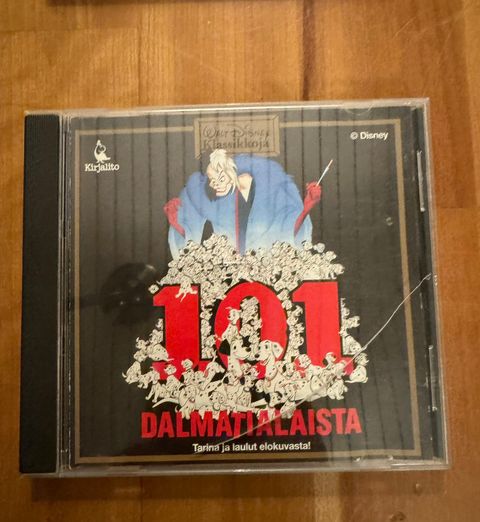 Walt Disney
Klassikkoja
© Disney
Kirjalito
101
DALMATIALAISTA
Tarina ja laulut elokuvasta!